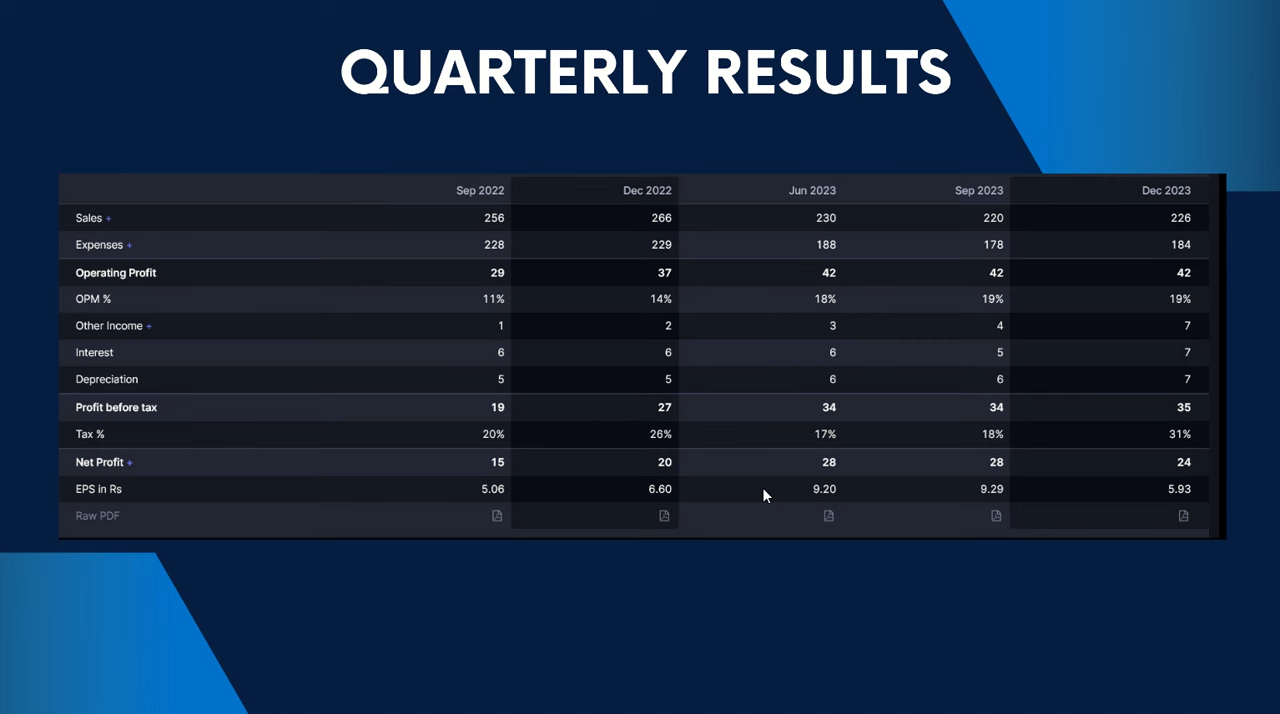 QUARTERLY RESULTS
Sep 2022 Dec 2022 Jun 2023 Sep 2023 Dec 2023
Sales + 256 266 230 220 226
Expenses + 228 229 188 178 184
Operating Profit 29 37 42 42 42
OPM % 11% 14% 18% 19% 19%
Other Income + 1 2 3 4 7
Interest 6 6 6 5 7
Depreciation 5 5 6 6 7
Profit before tax 19 27 34 34 35
Tax % 20% 26% 17% 18% 31%
Net Profit + 15 20 28 28 24
EPS in Rs 5.06 6.60 9.20 9.29 5.93
Raw PDF